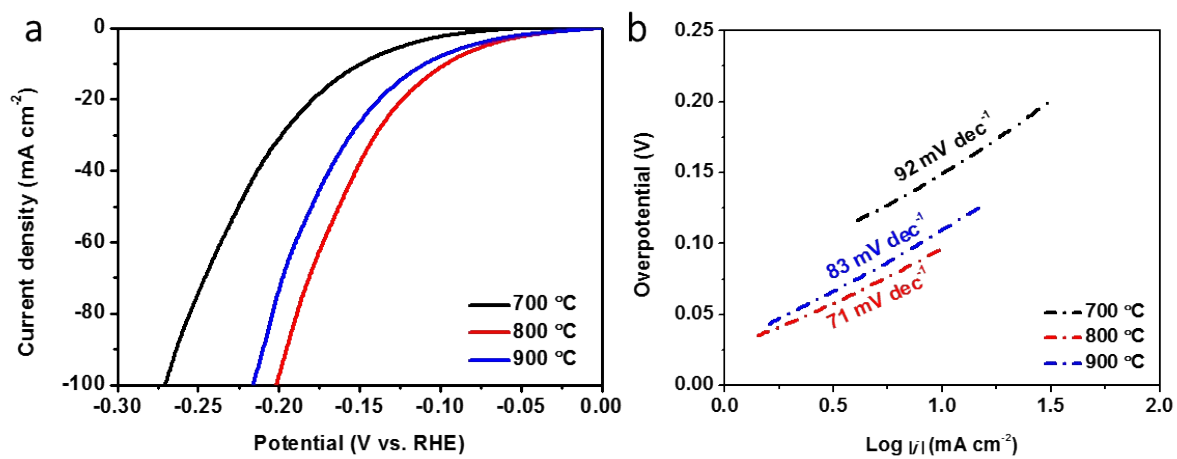 a
0
-20
-40
-60
-80
-100
Current density (mA cm-2)
-0.30
-0.25
-0.20
-0.15
-0.10
-0.05
0.00
Potential (V vs. RHE)
700 °C
800 °C
900 °C
b
0.25
0.20
0.15
0.10
0.05
0.00
Overpotential (V)
92 mV dec-1
83 mV dec-1
71 mV dec-1
700 °C
800 °C
900 °C
0.0
0.5
1.0
1.5
2.0
Log |j| (mA cm-2)